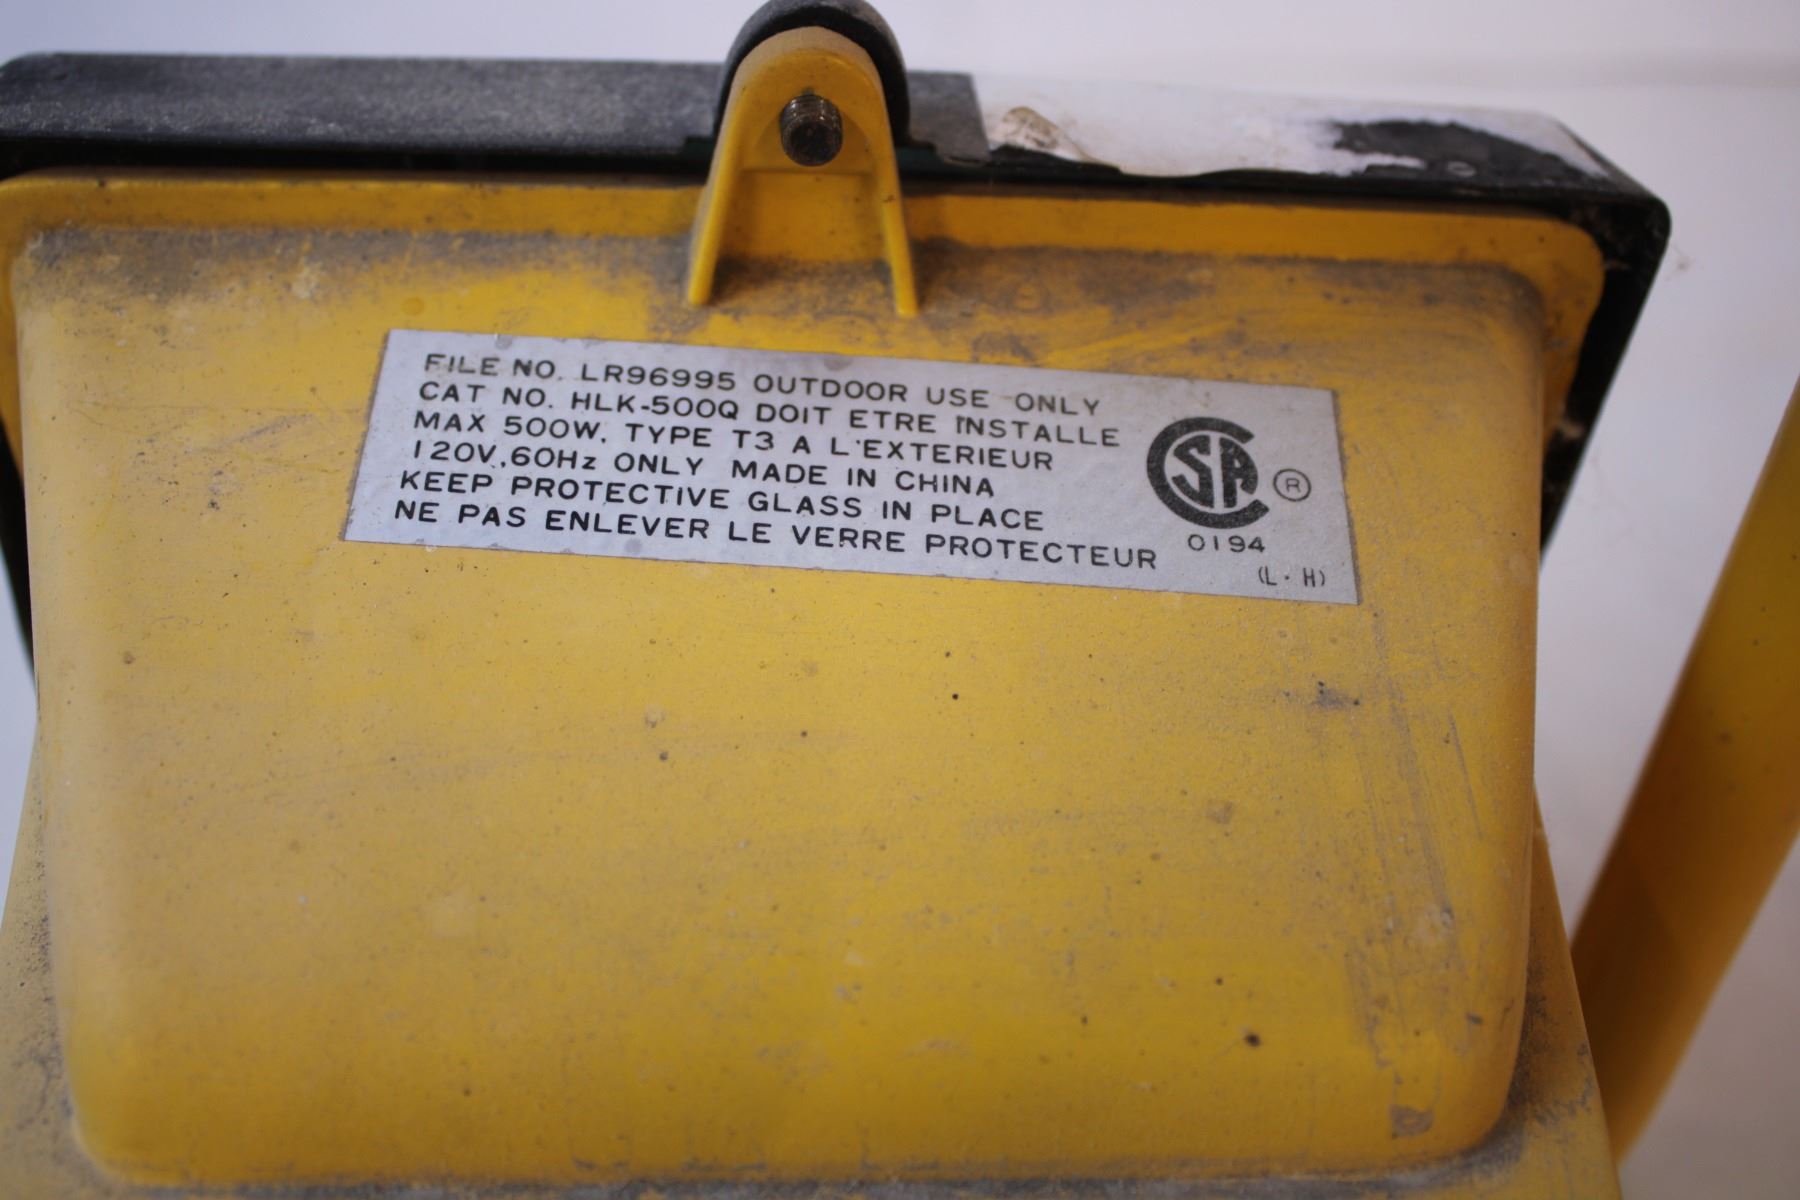 FILE NO. LR96995 OUTDOOR USE ONLY
CAT NO. HLK-500Q DOIT ETRE INSTALLE
MAX 500W. TYPE T3 A L'EXTERIEUR
120V.60Hz ONLY MADE IN CHINA
KEEP PROTECTIVE GLASS IN PLACE
NE PAS ENLEVER LE VERRE PROTECTEUR
CSA ®
0194
(L·H)